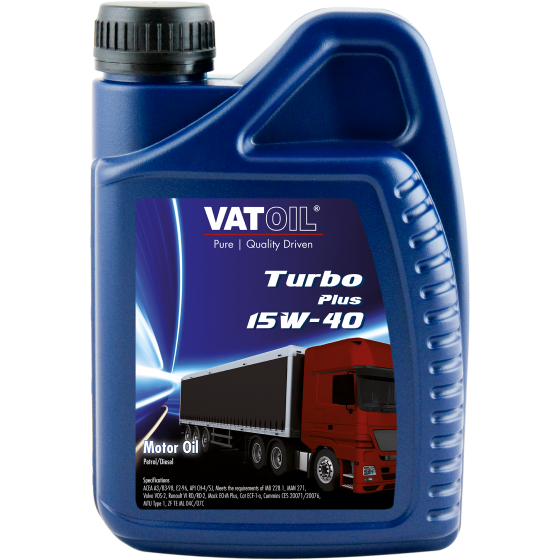 VATOIL®
Pure | Quality Driven
Turbo
Plus
15W-40
Motor Oil
Petrol/Diesel
Specifications
ACEA A3/B3-98, E2-96, API CH-4/SJ, Meets the requirements of MB 228.1, MAN 271,
Volvo VDS-2, Renault VI RD/RD-2, Mack EO-M Plus, Cat ECF-1-a, Cummins CES 20071/20076,
MTU Type 1, ZF TE ML 04C/07C